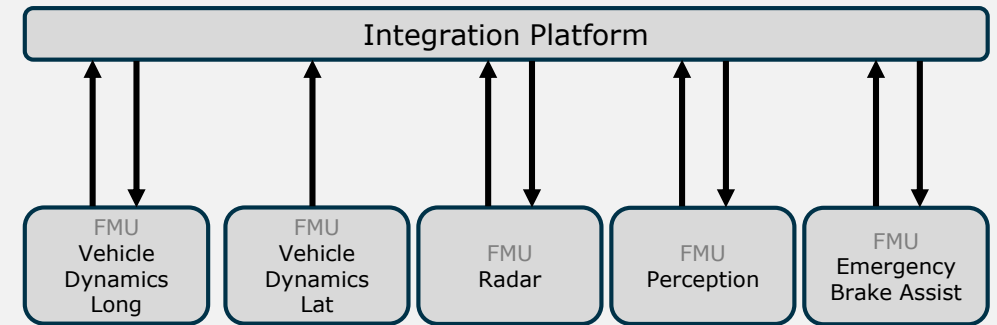 Integration Platform
FMU
Vehicle
Dynamics
Long
FMU
Vehicle
Dynamics
Lat
FMU
Radar
FMU
Perception
FMU
Emergency
Brake Assist